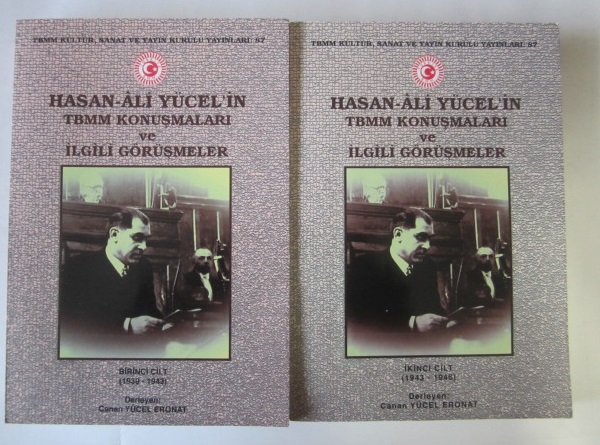 TBMM KÜLTÜR, SANAT VE YAYIN KURULU YAYINLARI 87
HASAN-ÂLİ YÜCEL'İN
TBMM KONUŞMALARI
ve
İLGİLİ GÖRÜŞMELER
BİRİNCİ CİLT
(1939 - 1943)
Derleyen:
Canan YÜCEL ERONAT
TBMM KÜLTÜR, SANAT VE YAYIN KURULU YAYINLARI 87
HASAN-ÂLİ YÜCEL'İN
TBMM KONUŞMALARI
ve
İLGİLİ GÖRÜŞMELER
İKİNCİ CİLT
(1943 - 1946)
Derleyen:
Canan YÜCEL ERONAT